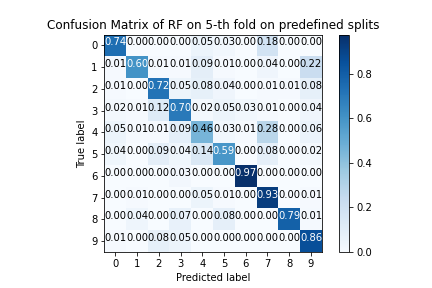 Confusion Matrix of RF on 5-th fold on predefined splits
True label
0 0.74 0.00 0.00 0.00 0.05 0.03 0.00 0.18 0.00 0.00
1 0.01 0.60 0.01 0.01 0.09 0.01 0.00 0.04 0.00 0.22
2 0.01 0.00 0.72 0.05 0.08 0.04 0.00 0.01 0.01 0.08
3 0.02 0.01 0.12 0.70 0.02 0.05 0.03 0.01 0.00 0.04
4 0.05 0.01 0.01 0.09 0.46 0.03 0.01 0.28 0.00 0.06
5 0.04 0.00 0.09 0.04 0.14 0.59 0.00 0.08 0.00 0.02
6 0.00 0.00 0.00 0.03 0.00 0.00 0.97 0.00 0.00 0.00
7 0.00 0.01 0.00 0.00 0.05 0.01 0.00 0.93 0.00 0.01
8 0.00 0.04 0.00 0.07 0.00 0.08 0.00 0.00 0.79 0.01
9 0.01 0.00 0.08 0.05 0.00 0.00 0.00 0.00 0.00 0.86
0 1 2 3 4 5 6 7 8 9
Predicted label
0.8
0.6
0.4
0.2
0.0